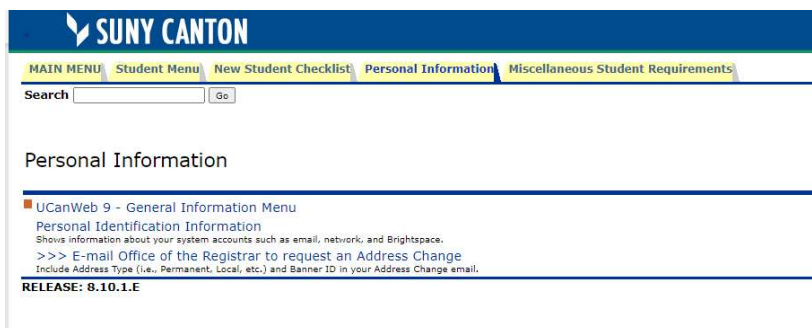 SUNY CANTON
MAIN MENU Student Menu New Student Checklist Personal Information Miscellaneous Student Requirements
Search Go
Personal Information
UCanWeb 9 - General Information Menu
Personal Identification Information
Shows information about your system accounts such as email, network, and Brightspace.
>>> E-mail Office of the Registrar to request an Address Change
Include Address Type (i.e., Permanent, Local, etc.) and Banner ID in your Address Change email.
RELEASE: 8.10.1.E